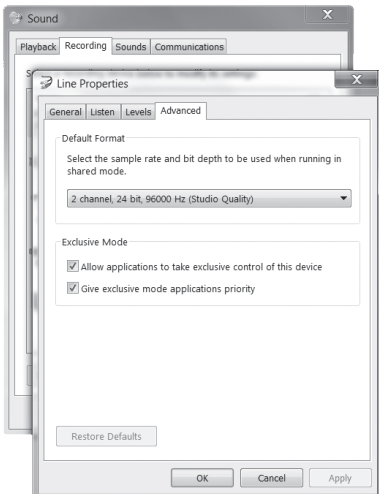 Sound
X
Playback Recording Sounds Communications
Line Properties
X
General Listen Levels Advanced
Default Format
Select the sample rate and bit depth to be used when running in
shared mode.
2 channel, 24 bit, 96000 Hz (Studio Quality)
Exclusive Mode
Allow applications to take exclusive control of this device
Give exclusive mode applications priority
Restore Defaults
OK Cancel Apply